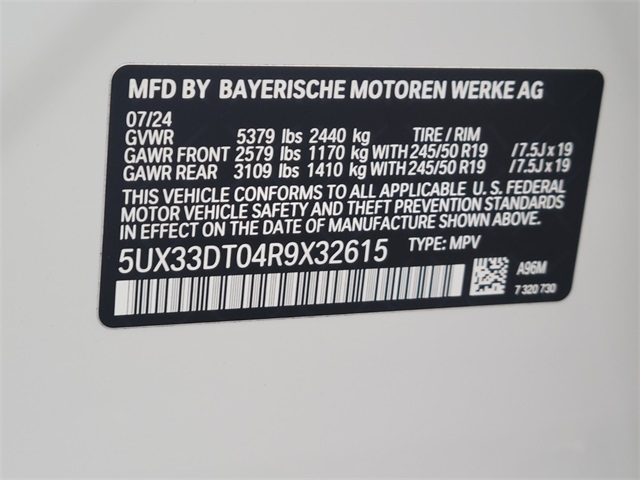 MFD BY BAYERISCHE MOTOREN WERKE AG
07/24
GVWR 5379 lbs 2440 kg TIRE / RIM
GAWR FRONT 2579 lbs 1170 kg WITH 245/50 R19 /7.5J x 19
GAWR REAR 3109 lbs 1410 kg WITH 245/50 R19 /7.5J x 19
THIS VEHICLE CONFORMS TO ALL APPLICABLE U.S. FEDERAL
MOTOR VEHICLE SAFETY AND THEFT PREVENTION STANDARDS
IN EFFECT ON THE DATE OF MANUFACTURE SHOWN ABOVE.
5UX33DT04R9X32615 TYPE: MPV
A96M
7 320 730